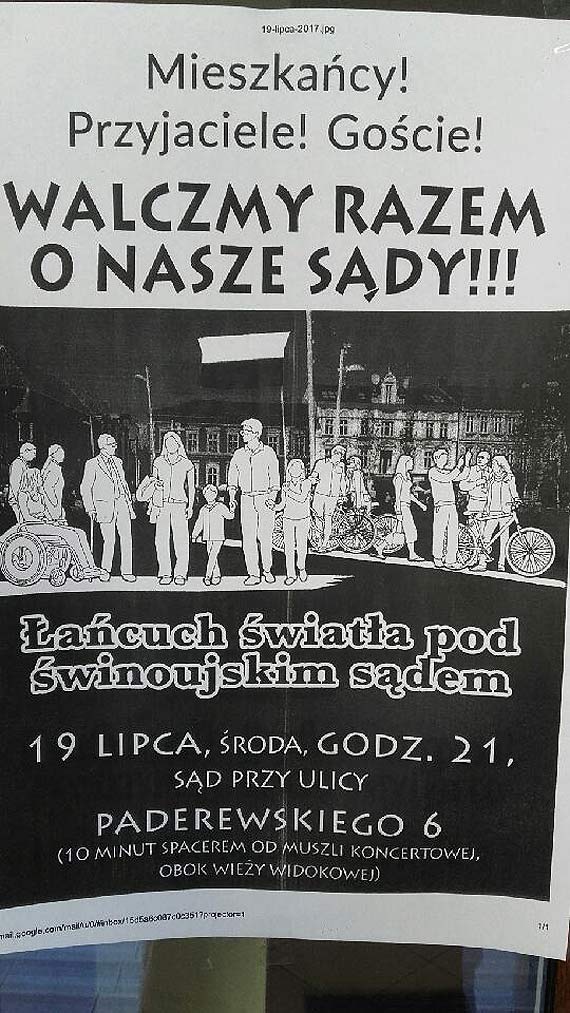 19-lipca-2017.jpg
Mieszkańcy!
Przyjaciele! Goście!
WALCZMY RAZEM
O NASZE SĄDY!!!
Łańcuch światła pod
świnoujskim sądem
19 LIPCA, ŚRODA, GODZ. 21,
SĄD PRZY ULICY
PADEREWSKIEGO 6
(10 MINUT SPACEREM OD MUSZLI KONCERTOWEJ,
OBOK WIEŻY WIDOKOWEJ)
1/1